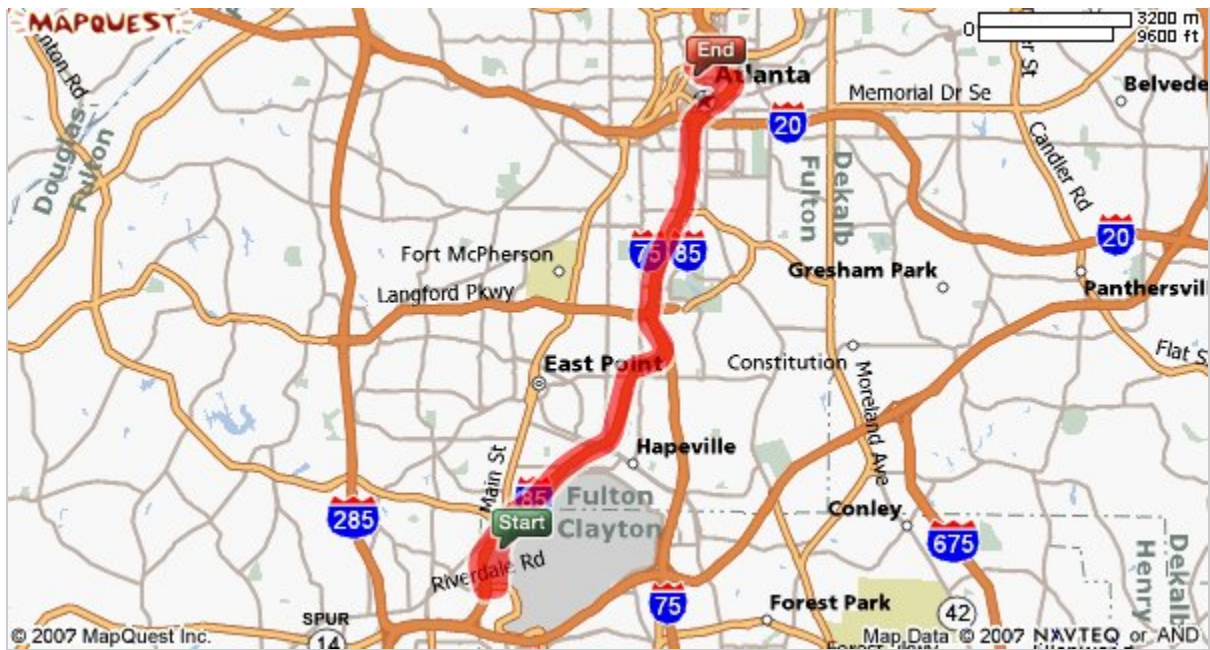 MAPQUEST
3200 m
0
9600 ft
End
Atlanta
Belvede
Memorial Dr Se
20
Douglas
Fulton
Fulton
Dekalb
Candler Rd
75
85
20
Fort McPherson
Gresham Park
Langford Pkwy
Panthersvil
East Point
Constitution
Flat S
Moreland Ave
Hapeville
Main St
85
Fulton
285
Start
Clayton
Conley
675
Riverdale Rd
Dekalb
Henry
75
Forest Park
42
SPUR
14
© 2007 MapQuest Inc.
Map Data © 2007 NAVTEQ or AND